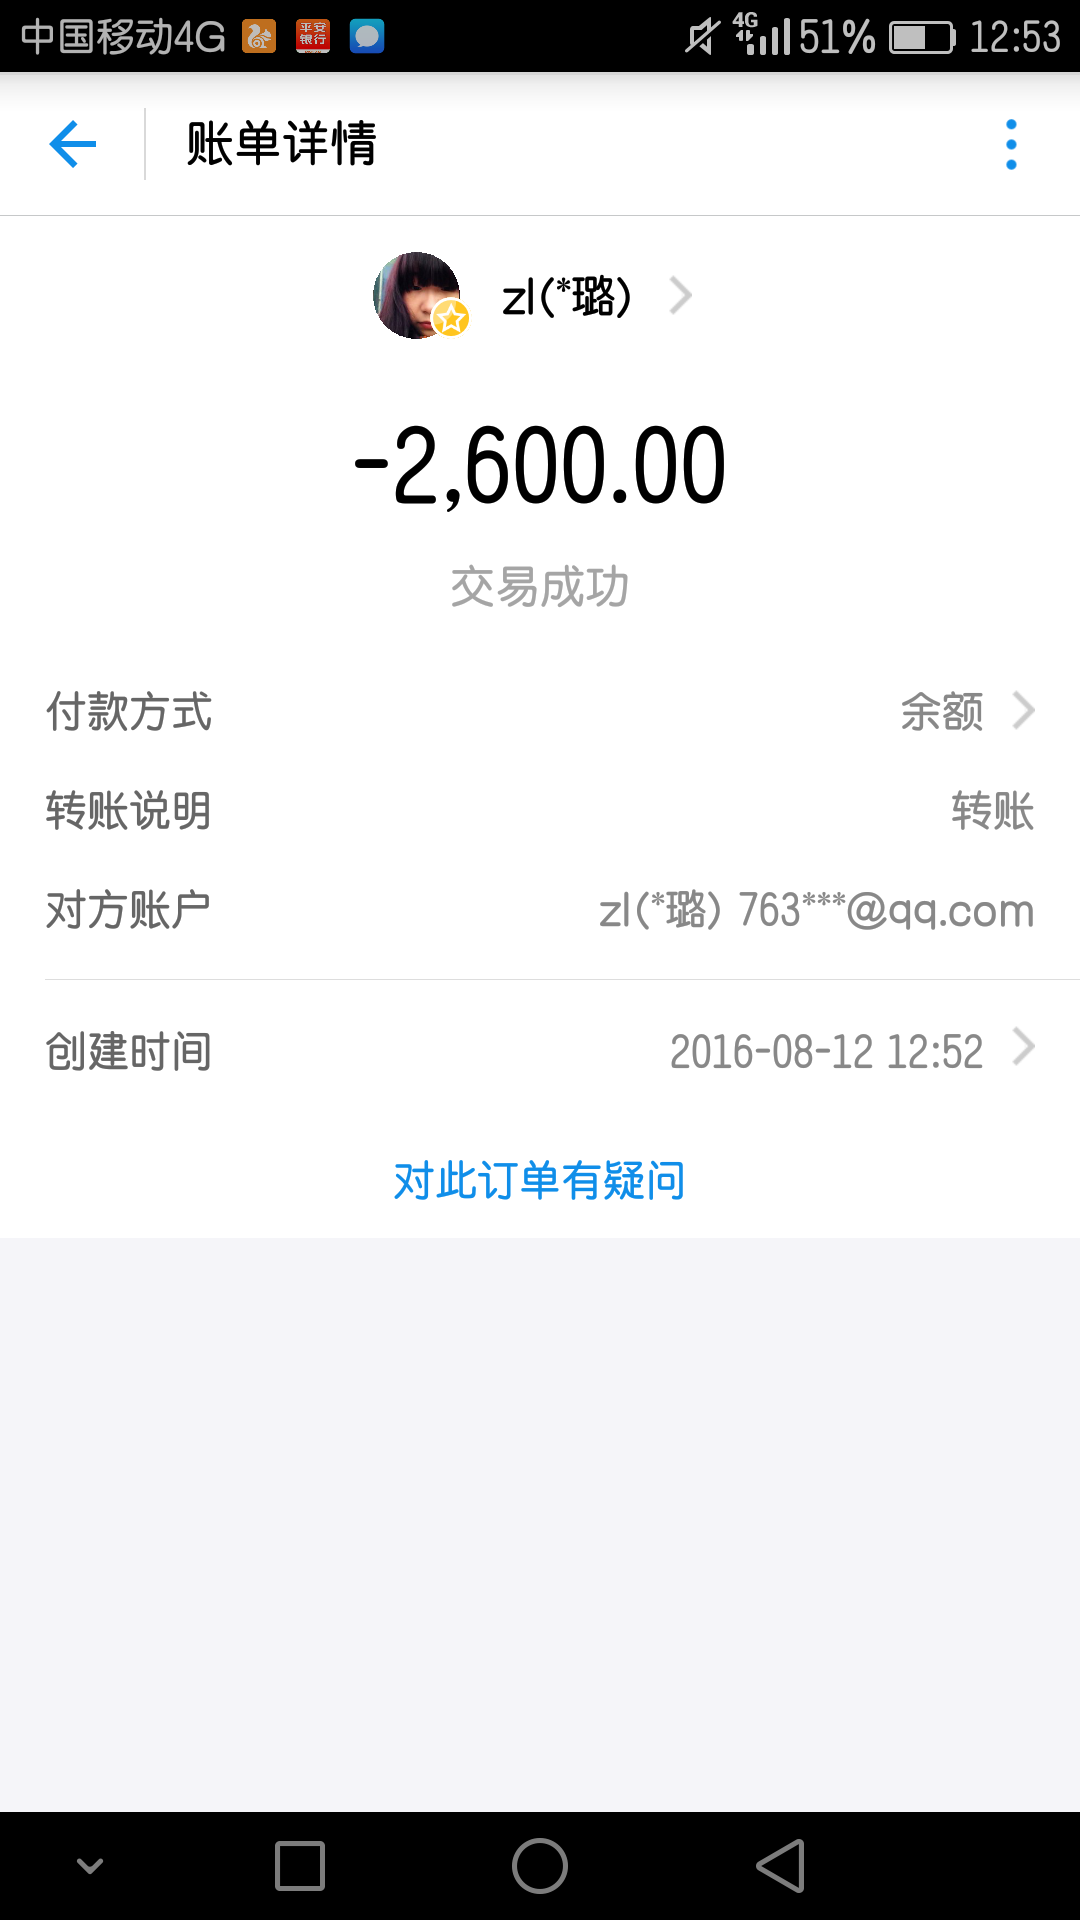 中国移动4G 平安银行 4G 51% 12:53
账单详情
zl(*璐)
-2,600.00
交易成功
付款方式 余额
转账说明 转账
对方账户 zl(*璐) 763***@qq.com
创建时间 2016-08-12 12:52
对此订单有疑问